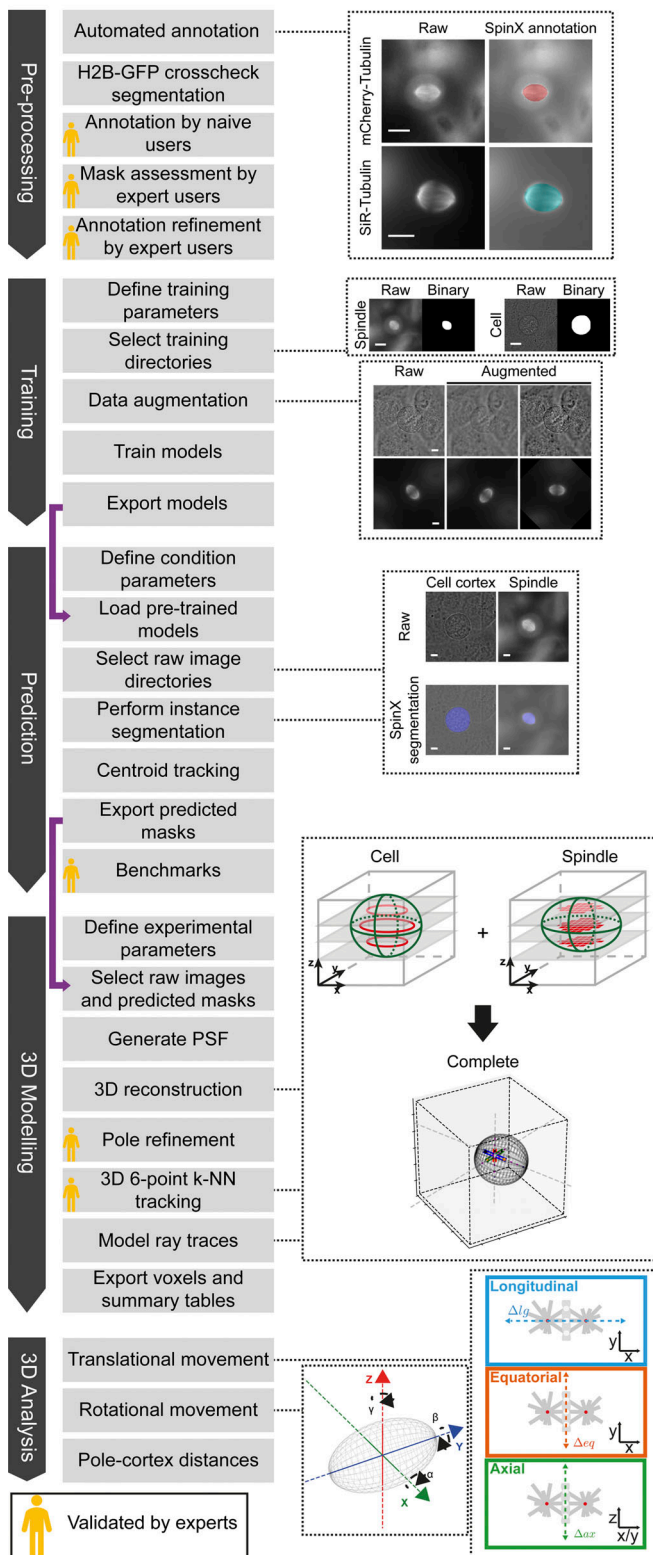 Pre-processing
Automated annotation
H2B-GFP crosscheck
segmentation
Annotation by naive
users
Mask assessment by
expert users
Annotation refinement
by expert users
Raw
SpinX annotation
mCherry-Tubulin
SiR-Tubulin
Training
Define training
parameters
Select training
directories
Data augmentation
Train models
Export models
Raw
Binary
Raw
Binary
Spindle
Cell
Raw
Augmented
Prediction
Define condition
parameters
Load pre-trained
models
Select raw image
directories
Perform instance
segmentation
Centroid tracking
Export predicted
masks
Benchmarks
Cell cortex
Spindle
Raw
SpinX
segmentation
3D Modelling
Define experimental
parameters
Select raw images
and predicted masks
Generate PSF
3D reconstruction
Pole refinement
3D 6-point k-NN
tracking
Model ray traces
Export voxels and
summary tables
Cell
Spindle
z
y
x
+
z
y
x
Complete
3D Analysis
Translational movement
Rotational movement
Pole-cortex distances
Z
γ
β
Y
α
X
Longitudinal
Δlg
y
x
Equatorial
Δeq
y
x
Axial
Δax
z
x/y
Validated by experts